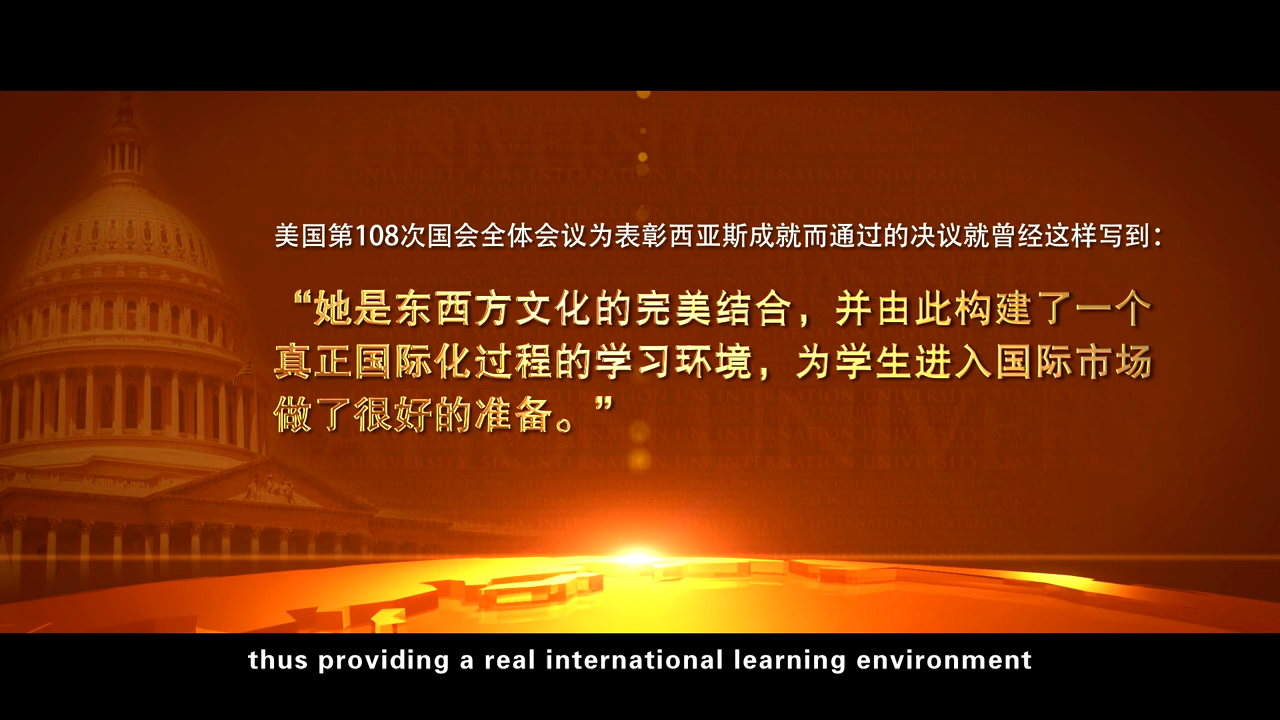 美国第108次国会全体会议为表彰西亚斯成就而通过的决议就曾经这样写到：
“她是东西方文化的完美结合，并由此构建了一个
真正国际化过程的学习环境，为学生进入国际市场
做了很好的准备。”
thus providing a real international learning environment